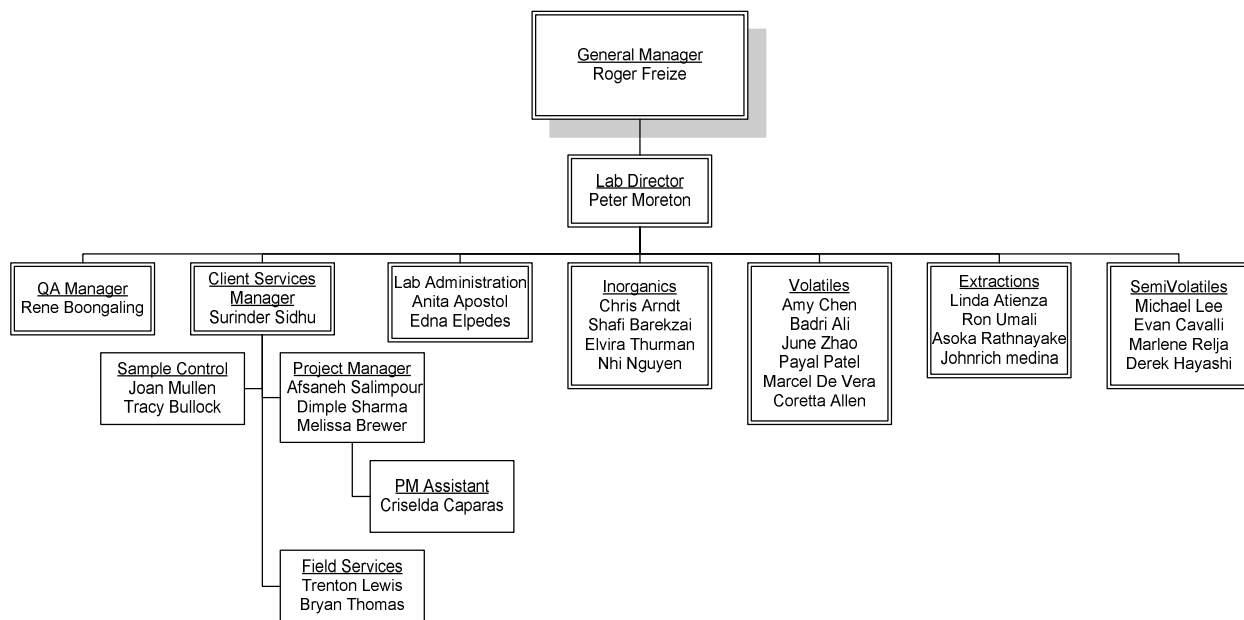 General Manager
Roger Freize
Lab Director
Peter Moreton
QA Manager
Rene Boongaling
Client Services
Manager
Surinder Sidhu
Lab Administration
Anita Apostol
Edna Elpedes
Inorganics
Chris Arndt
Shafi Barekzai
Elvira Thurman
Nhi Nguyen
Volatiles
Amy Chen
Badri Ali
June Zhao
Payal Patel
Marcel De Vera
Coretta Allen
Extractions
Linda Atienza
Ron Umali
Asoka Rathnayake
Johnrich medina
SemiVolatiles
Michael Lee
Evan Cavalli
Marlene Relja
Derek Hayashi
Sample Control
Joan Mullen
Tracy Bullock
Project Manager
Afsaneh Salimpour
Dimple Sharma
Melissa Brewer
PM Assistant
Criselda Caparas
Field Services
Trenton Lewis
Bryan Thomas